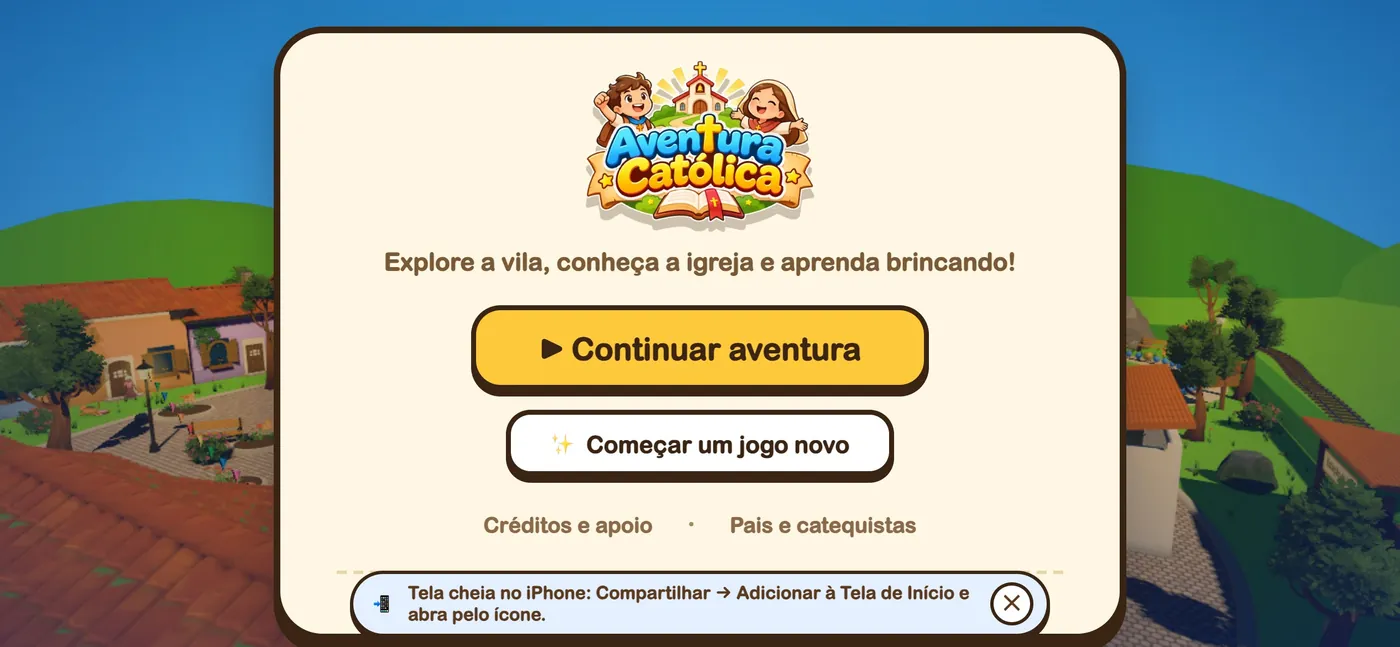 Aventura
Católica
Explore a vila, conheça a igreja e aprenda brincando!
Continuar aventura
Começar um jogo novo
Créditos e apoio · Pais e catequistas
Tela cheia no iPhone: Compartilhar → Adicionar à Tela de Início e
abra pelo ícone.